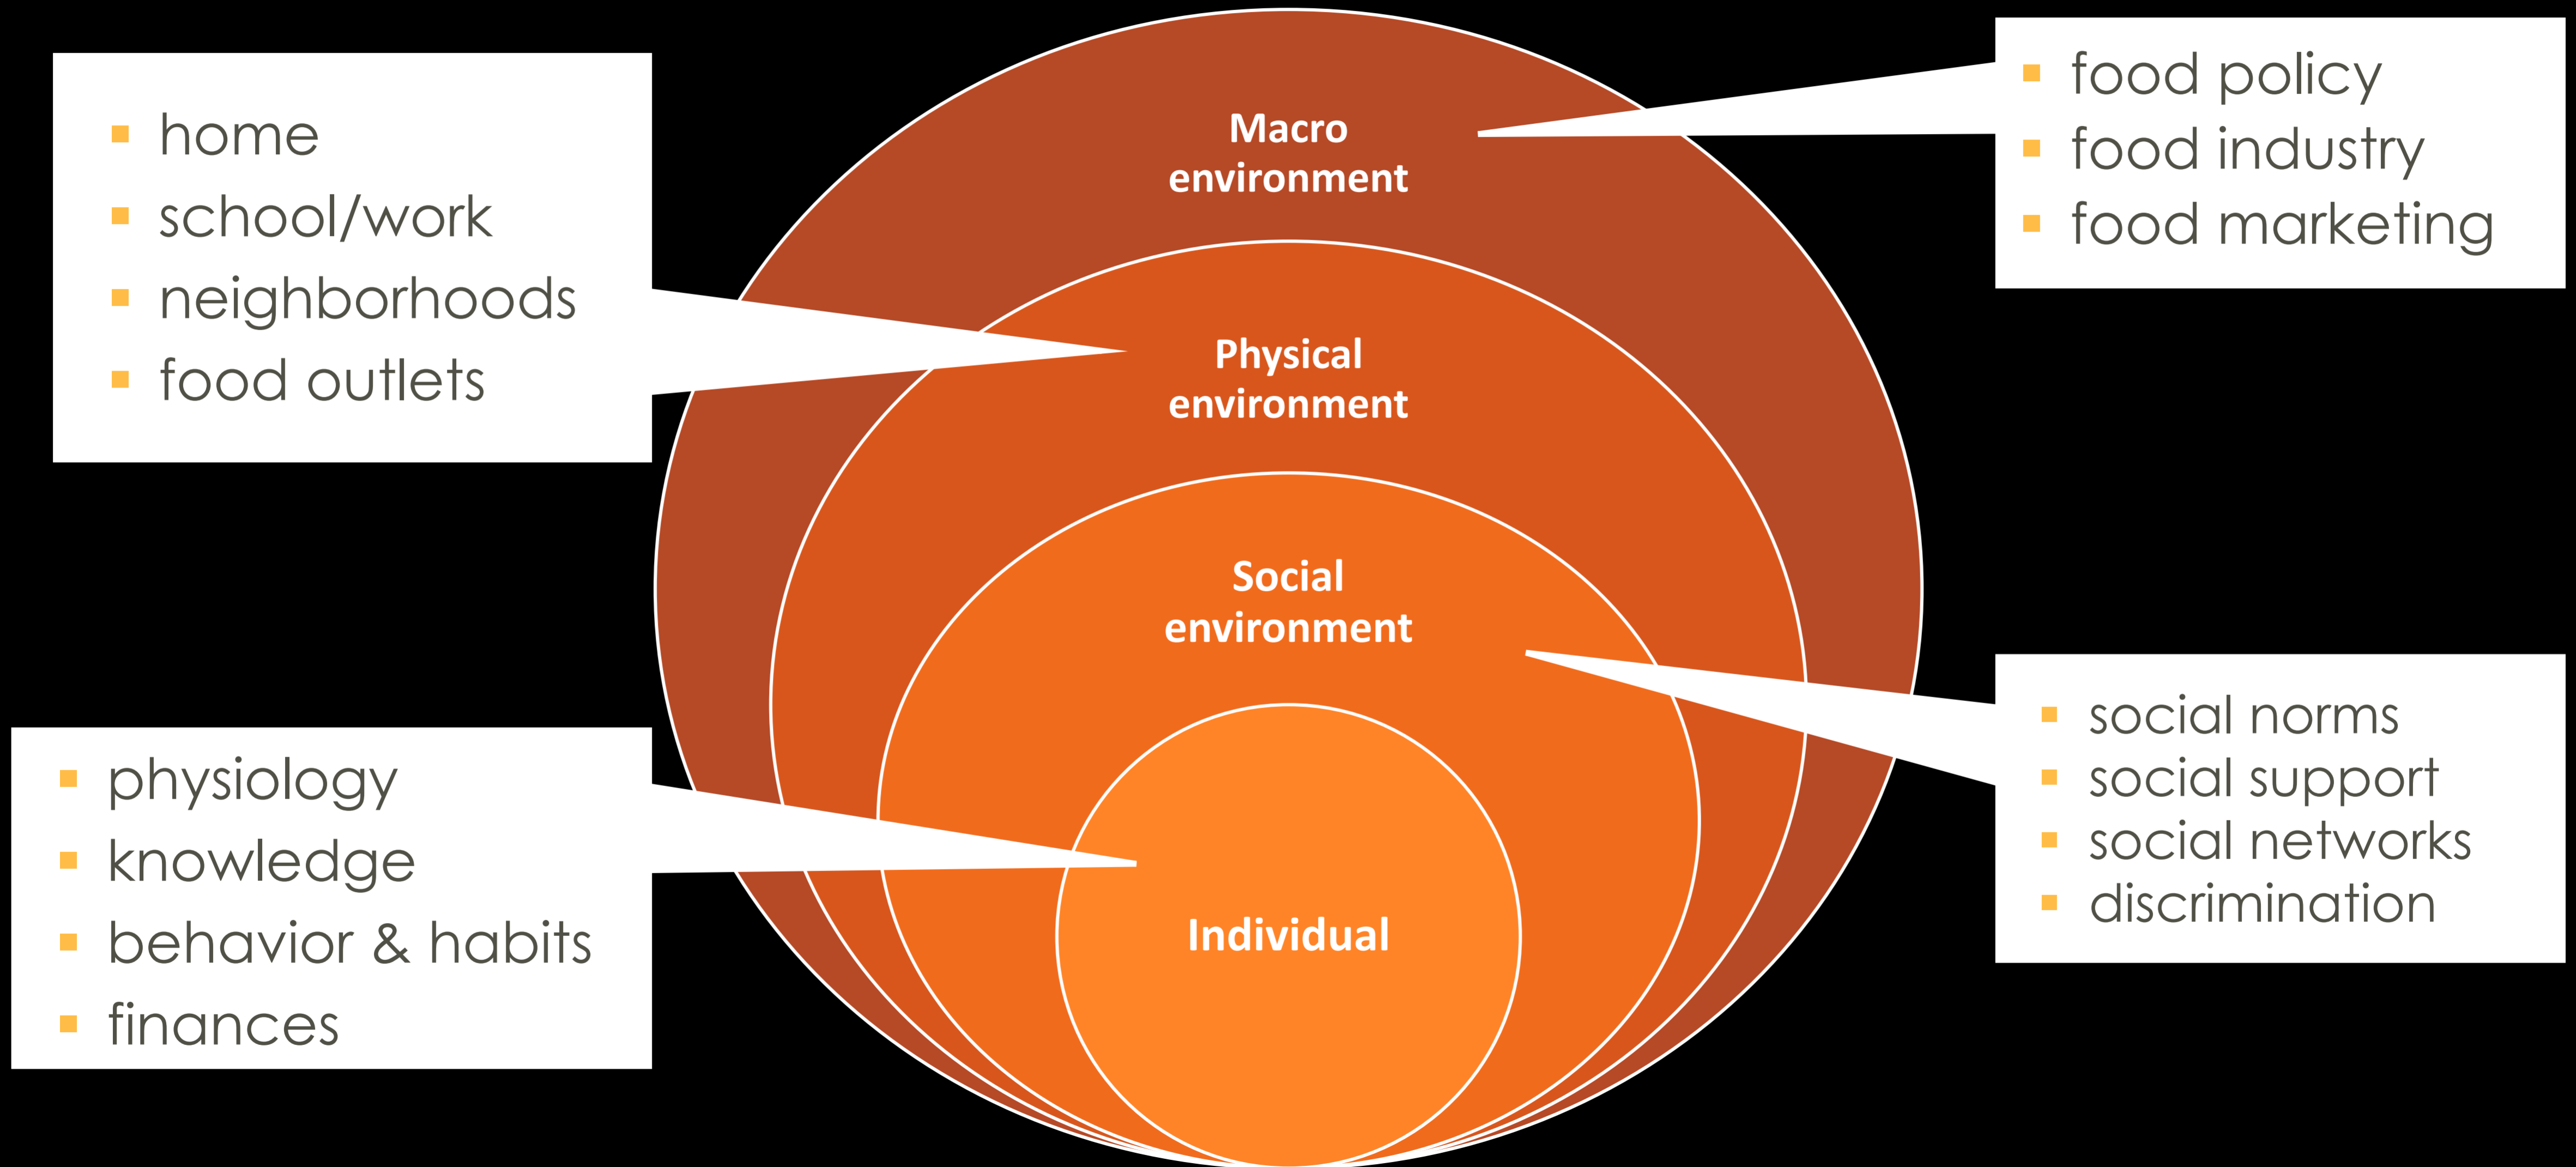 ▪ home
▪ school/work
▪ neighborhoods
▪ food outlets
Macro
environment
▪ food policy
▪ food industry
▪ food marketing
Physical
environment
Social
environment
▪ physiology
▪ knowledge
▪ behavior & habits
▪ finances
Individual
▪ social norms
▪ social support
▪ social networks
▪ discrimination